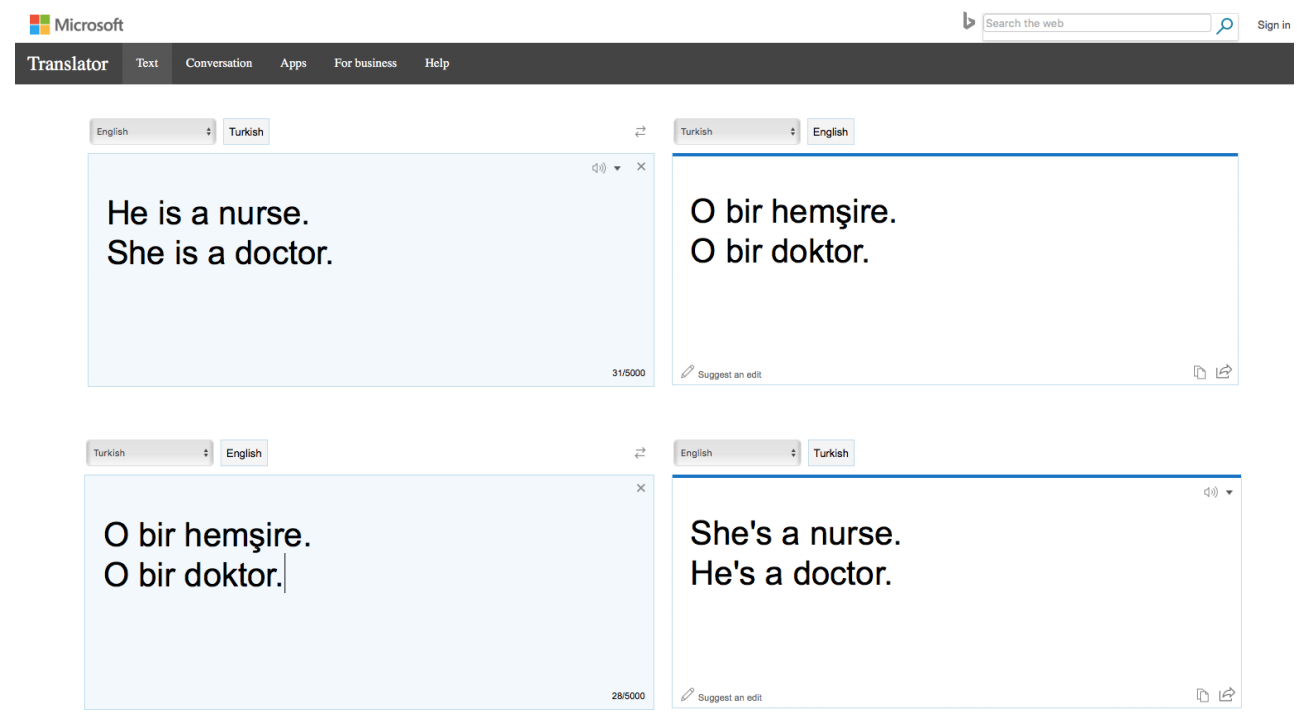 Microsoft
Search the web
Sign in
Translator Text Conversation Apps For business Help
English Turkish
Turkish English
He is a nurse.
She is a doctor.
31/5000
O bir hemşire.
O bir doktor.
Suggest an edit
Turkish English
English Turkish
O bir hemşire.
O bir doktor.
28/5000
She's a nurse.
He's a doctor.
Suggest an edit